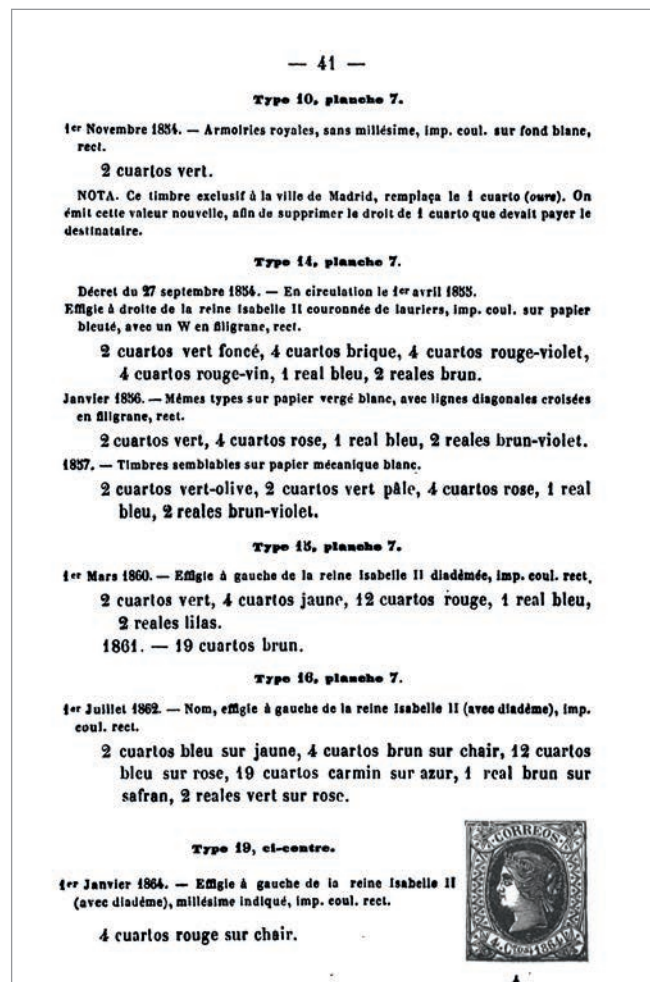 — 41 —
Type 10, planche 7.
1er Novembre 1854. — Armoiries royales, sans millésime, imp. coul. sur fond blanc,
rect.
2 cuartos vert.
NOTA. Ce timbre exclusif à la ville de Madrid, remplaça le 1 cuarto (ours). On
émit cette valeur nouvelle, afin de supprimer le droit de 1 cuarto que devait payer le
destinataire.
Type 14, planche 7.
Décret du 27 septembre 1854. — En circulation le 1er avril 1855.
Effigie à droite de la reine Isabelle II couronnée de lauriers, imp. coul. sur papier
bleuté, avec un W en filigrane, rect.
2 cuartos vert foncé, 4 cuartos brique, 4 cuartos rouge-violet,
4 cuartos rouge-vin, 1 real bleu, 2 reales brun.
Janvier 1856. — Mêmes types sur papier vergé blanc, avec lignes diagonales croisées
en filigrane, rect.
2 cuartos vert, 4 cuartos rose, 1 real bleu, 2 reales brun-violet.
1857. — Timbres semblables sur papier mécanique blanc.
2 cuartos vert-olive, 2 cuartos vert pâle, 4 cuartos rose, 1 real
bleu, 2 reales brun-violet.
Type 15, planche 7.
1er Mars 1860. — Effigie à gauche de la reine Isabelle II diadêmée, imp. coul. rect.
2 cuartos vert, 4 cuartos jaune, 12 cuartos rouge, 1 real bleu,
2 reales lilas.
1861. — 19 cuartos brun.
Type 16, planche 7.
1er Juillet 1862. — Nom, effigie à gauche de la reine Isabelle II (avec diadème), imp.
coul. rect.
2 cuartos bleu sur jaune, 4 cuartos brun sur chair, 12 cuartos
bleu sur rose, 19 cuartos carmin sur azur, 1 real brun sur
safran, 2 reales vert sur rose.
Type 19, ci-contre.
1er Janvier 1864. — Effigie à gauche de la reine Isabelle II
(avec diadème), millésime indiqué, imp. coul. rect.
4 cuartos rouge sur chair.
CORREOS
4 Ctos 1864